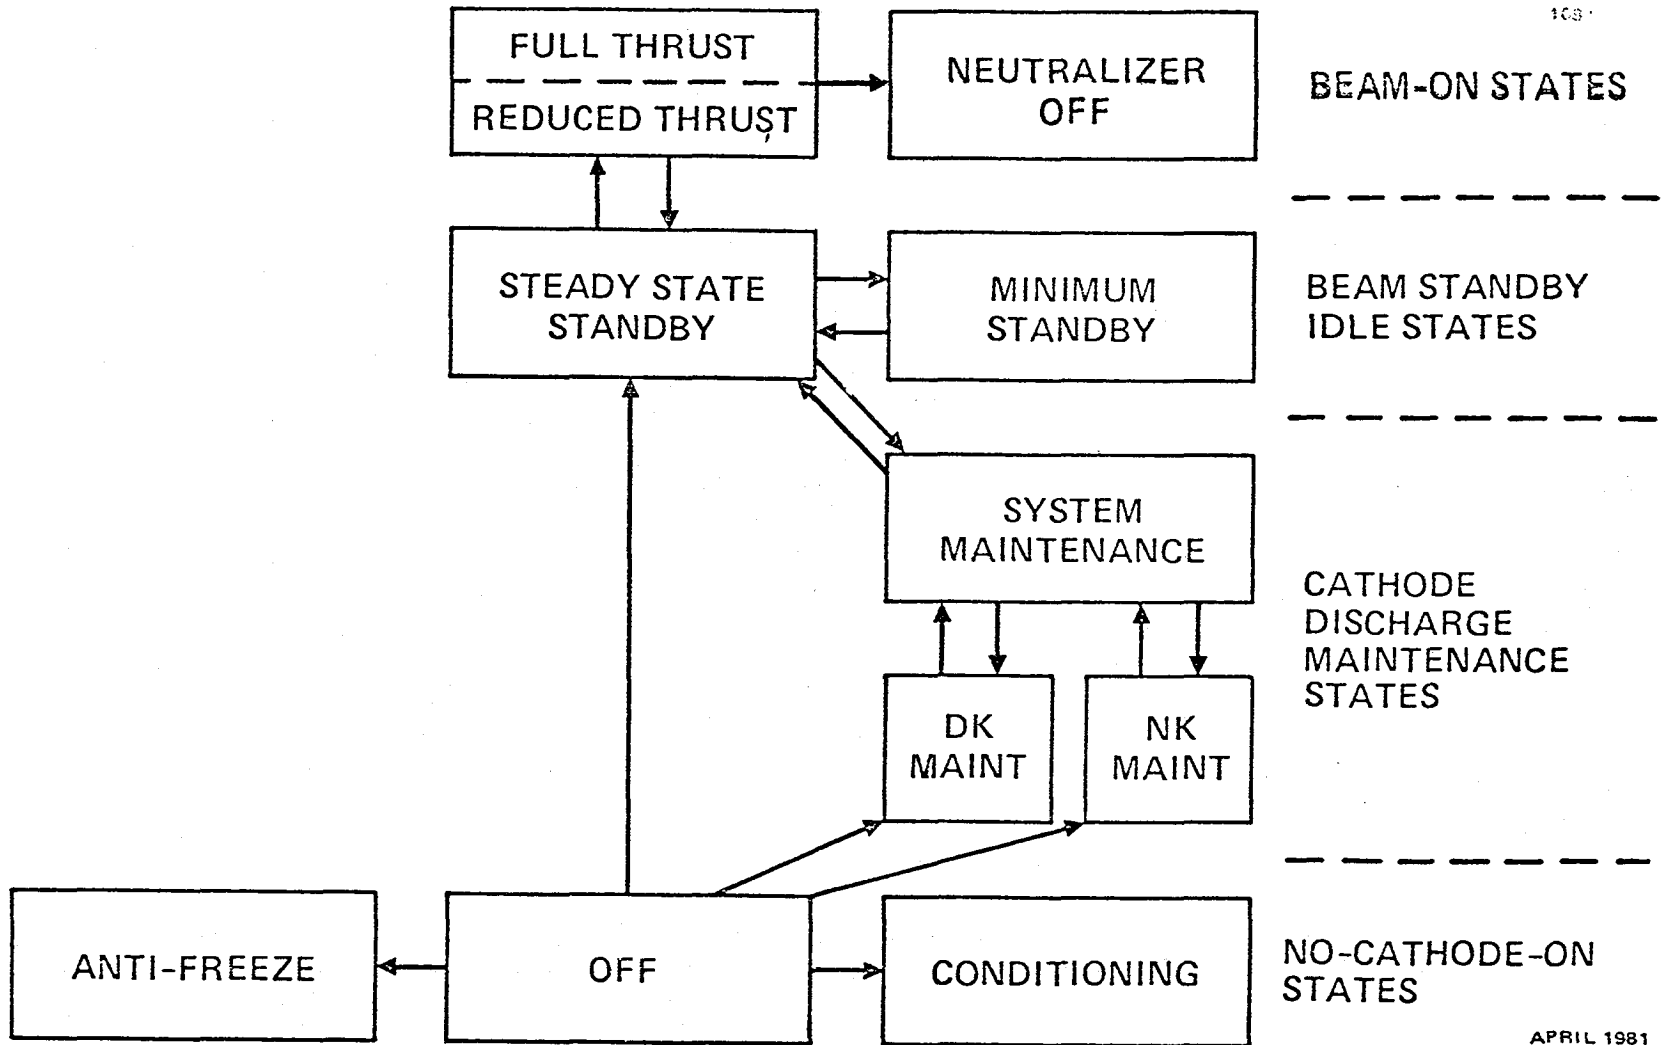 FULL THRUST
REDUCED THRUST
NEUTRALIZER
OFF
BEAM-ON STATES
STEADY STATE
STANDBY
MINIMUM
STANDBY
BEAM STANDBY
IDLE STATES
SYSTEM
MAINTENANCE
DK
MAINT
NK
MAINT
CATHODE
DISCHARGE
MAINTENANCE
STATES
ANTI-FREEZE
OFF
CONDITIONING
NO-CATHODE-ON
STATES
APRIL 1981